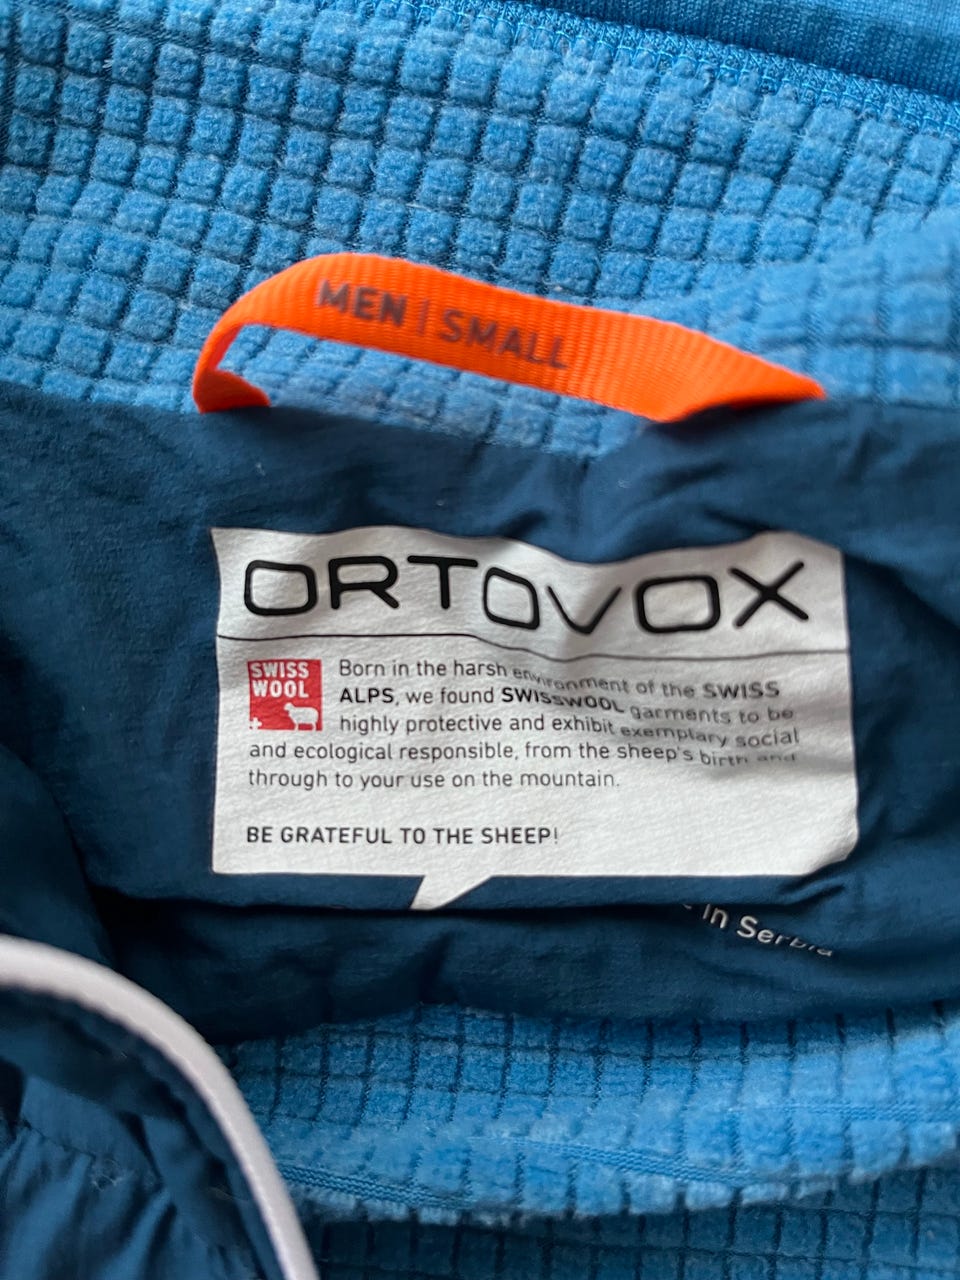 MEN | SMALL
ORTOVOX
SWISS
WOOL
Born in the harsh environment of the SWISS
ALPS, we found SWISSWOOL garments to be
highly protective and exhibit exemplary social
and ecological responsible, from the sheep's birth and
through to your use on the mountain.
BE GRATEFUL TO THE SHEEP!
in Serbia